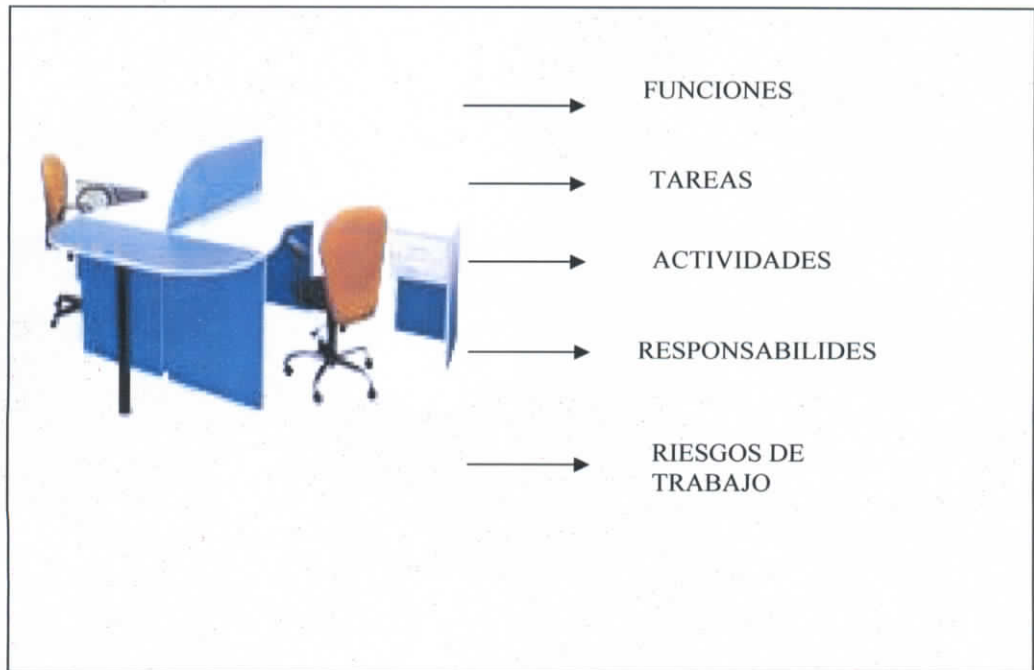 FUNCIONES
TAREAS
ACTIVIDADES
RESPONSABILIDES
RIESGOS DE
TRABAJO